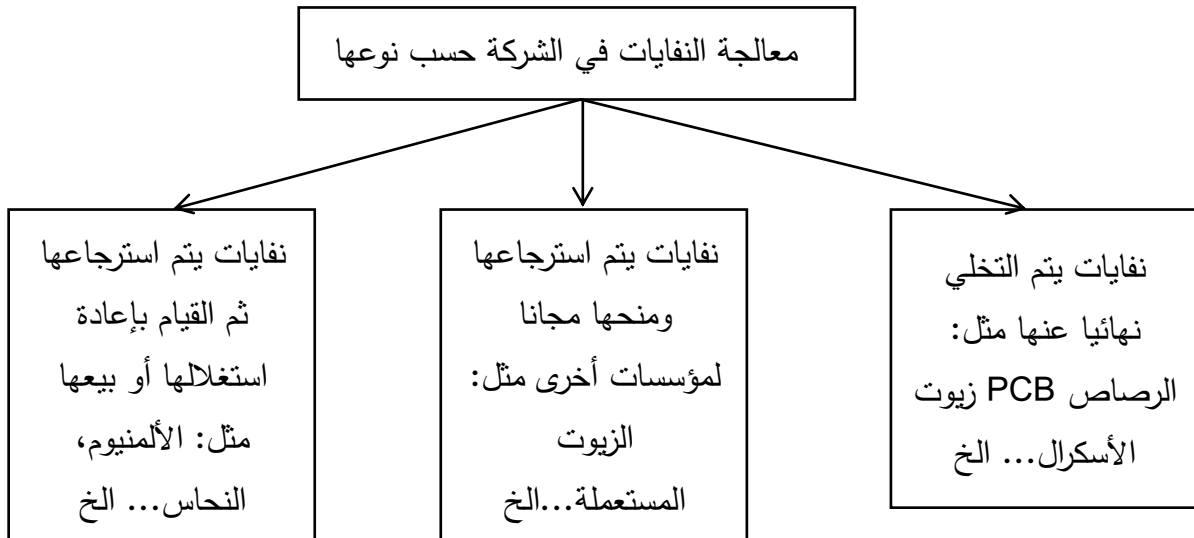 معالجة النفايات في الشركة حسب نوعها
نفايات يتم التخلي
نهائيا عنها مثل:
الرصاص PCB زيوت
الأسكرال... الخ
نفايات يتم استرجاعها
ومنحها مجانا
لمؤسسات أخرى مثل:
الزيوت
المستعملة...الخ
نفايات يتم استرجاعها
ثم القيام بإعادة
استغلالها أو بيعها
مثل: الألمنيوم،
النحاس... الخ